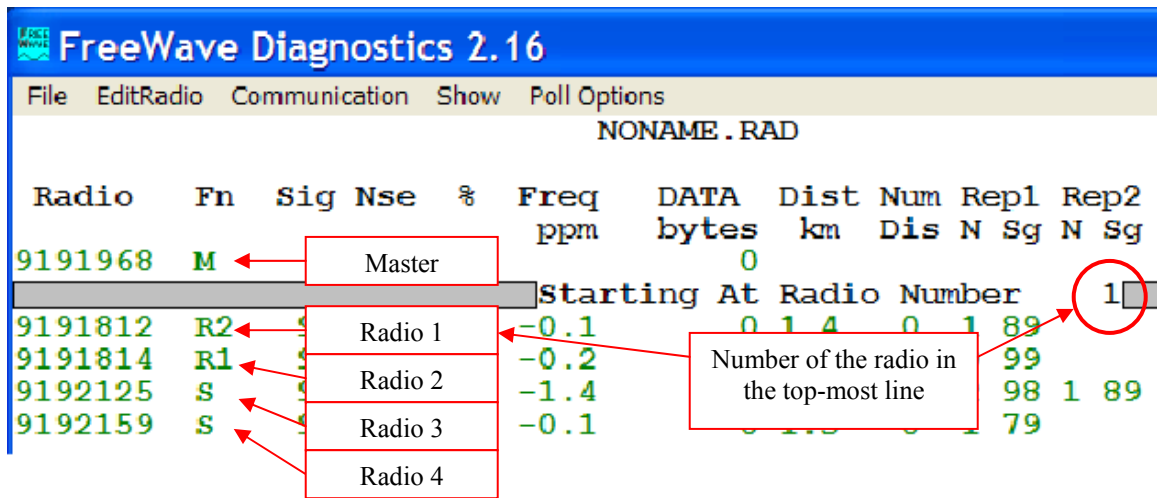 FREE WAVE FreeWave Diagnostics 2.16
File EditRadio Communication Show Poll Options
NONAME.RAD
Radio Fn Sig Nse % Freq DATA Dist Num Rep1 Rep2
ppm bytes km Dis N Sg N Sg
9191968 M Master 0
Starting At Radio Number 1
9191812 R2 Radio 1 -0.1 0 1.4 0 1 89
9191814 R1 Radio 2 -0.2 Number of the radio in 99
9192125 S Radio 3 -1.4 the top-most line 98 1 89
9192159 S Radio 4 -0.1 79